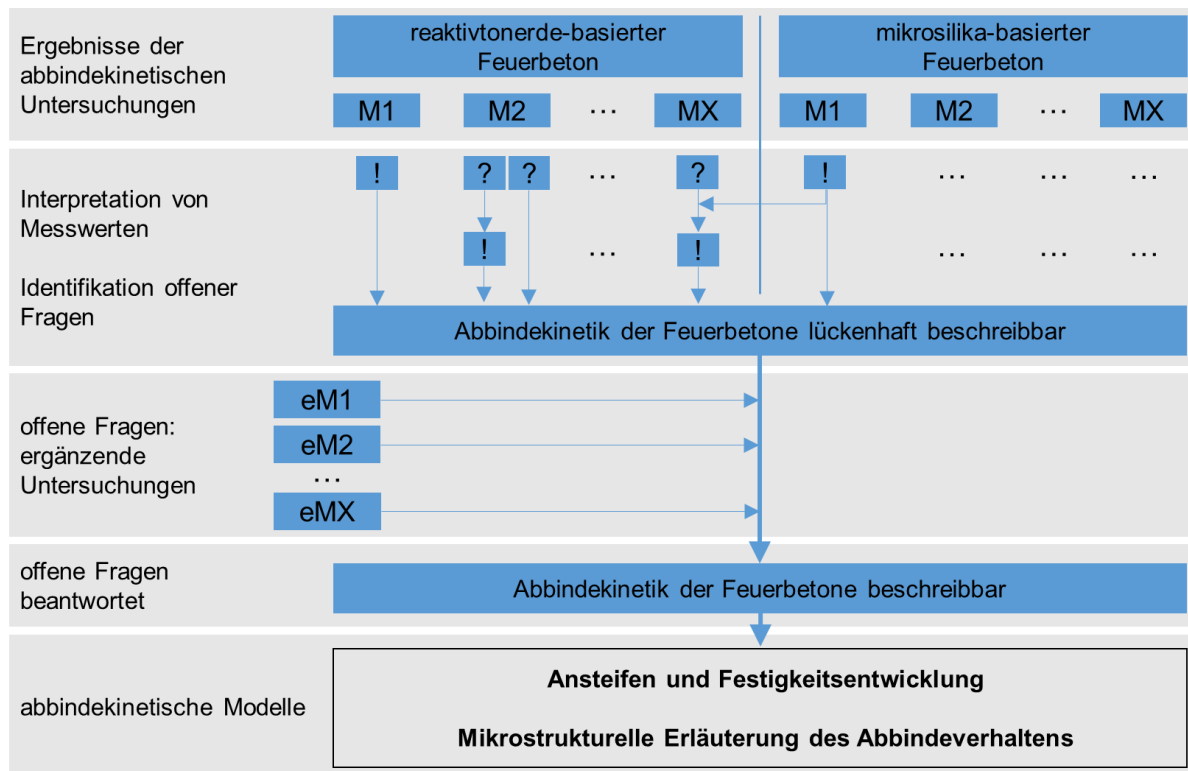 Ergebnisse der
abbindekinetischen
Untersuchungen
reaktivtonerde-basierter
Feuerbeton
mikrosilika-basierter
Feuerbeton
M1 M2 … MX M1 M2 … MX
Interpretation von
Messwerten
Identifikation offener
Fragen
! ? ? … ? ! … … …
! … ! … … …
Abbindekinetik der Feuerbetone lückenhaft beschreibbar
offene Fragen:
ergänzende
Untersuchungen
eM1
eM2
…
eMX
offene Fragen
beantwortet
Abbindekinetik der Feuerbetone beschreibbar
abbindekinetische Modelle
Ansteifen und Festigkeitsentwicklung
Mikrostrukturelle Erläuterung des Abbindeverhaltens